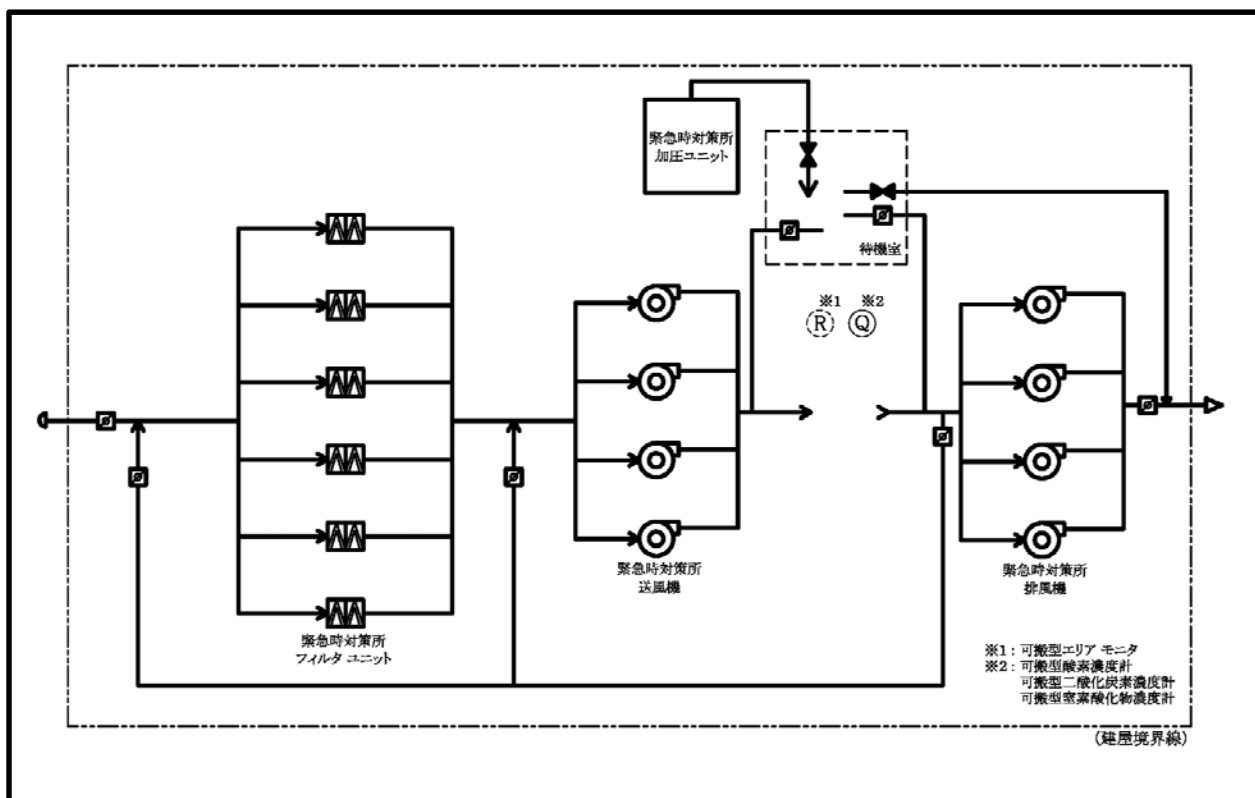 緊急時対策所
加圧ユニット
待機室
※1 ※2
R Q
緊急時対策所
送風機
緊急時対策所
排風機
緊急時対策所
フィルタ ユニット
※1：可搬型エリア モニタ
※2：可搬型酸素濃度計
可搬型二酸化炭素濃度計
可搬型窒素酸化物濃度計
(建屋境界線)